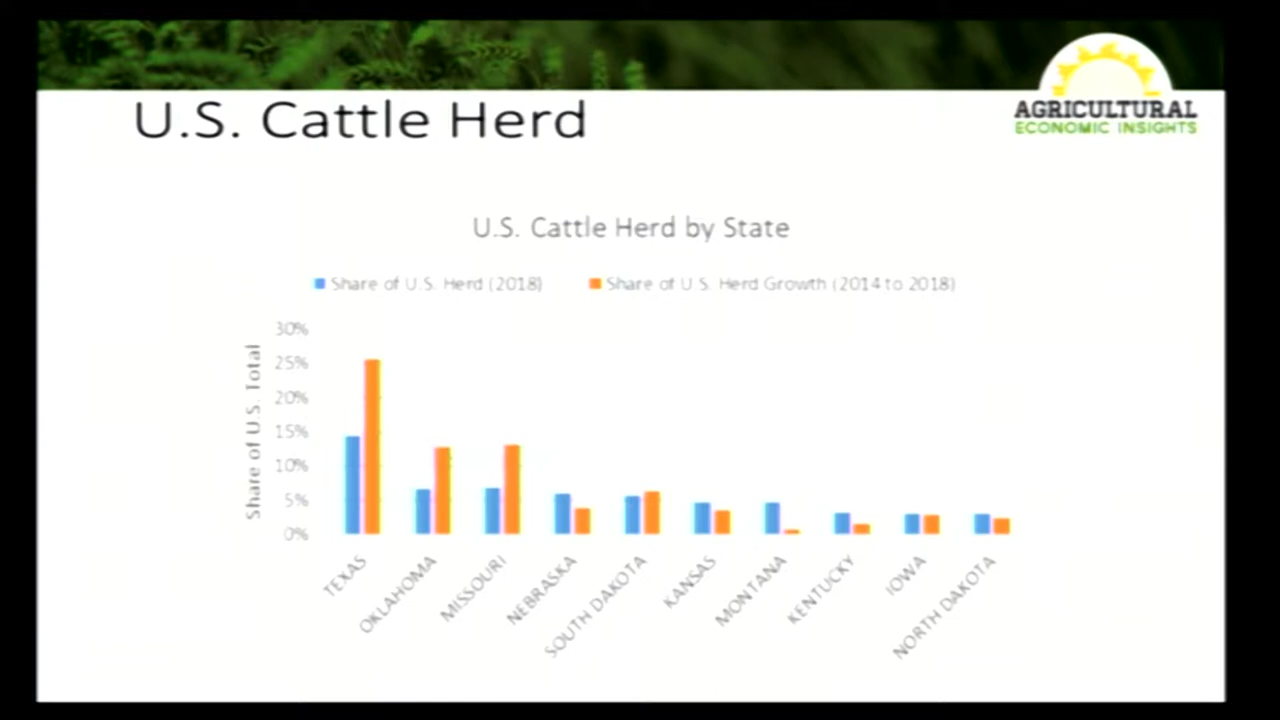 U.S. Cattle Herd
AGRICULTURAL
ECONOMIC INSIGHTS
U.S. Cattle Herd by State
Share of U.S. Herd (2018)
Share of U.S. Herd Growth (2014 to 2018)
Share of U.S. Total
30%
25%
20%
15%
10%
5%
0%
TEXAS
OKLAHOMA
MISSOURI
NEBRASKA
SOUTH DAKOTA
KANSAS
MONTANA
KENTUCKY
IOWA
NORTH DAKOTA